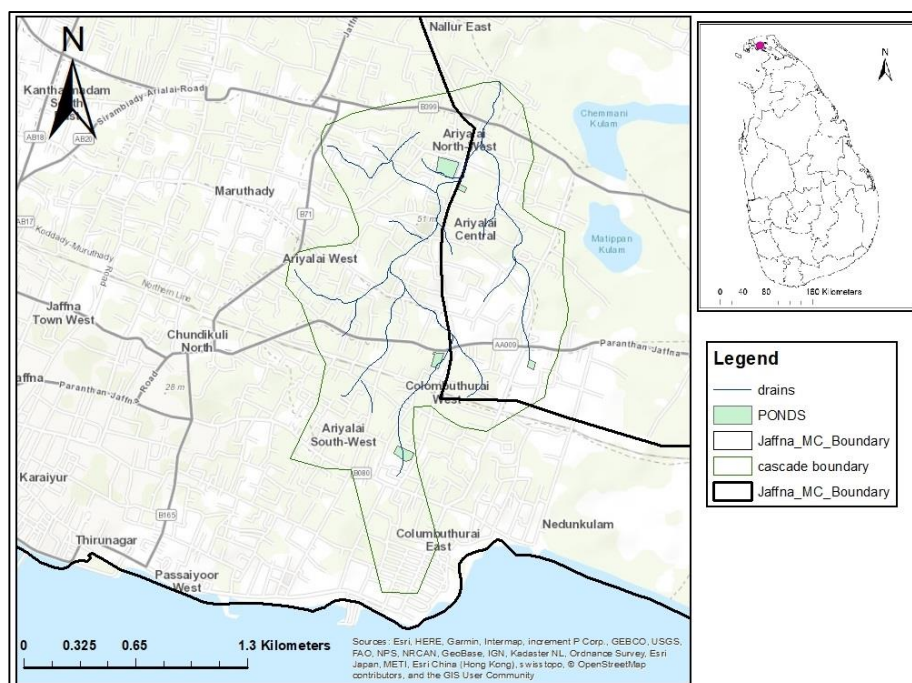 N
Nallur East
Jaffna
Kanthamadam
South
East
Sirambiady-Ariyalai-Road
AB18
AB20
B099
Ariyalai
North-West
Chemmani
Kulam
Maruthady
B71
51 m
Ariyalai
Central
Matippan
Kulam
AB17
Koddady-Muruthady
Road
Ariyalai West
Northern Line
Jaffna
Town West
Chundikuli
North
AA009
Paranthan-Jaffna
Jaffna
Paranthan-Jaffna
Road
28 m
Colombuthurai
West
Ariyalai
South-West
Karaiyur
B080
B165
Columbuthurai
East
Nedunkulam
Thirunagar
Passaiyoor
West
0 0.325 0.65 1.3 Kilometers
Sources: Esri, HERE, Garmin, Intermap, increment P Corp., GEBCO, USGS,
FAO, NPS, NRCAN, GeoBase, IGN, Kadaster NL, Ordnance Survey, Esri
Japan, METI, Esri China (Hong Kong), swisstopo, © OpenStreetMap
contributors, and the GIS User Community
N
0 40 80 160 Kilometers
Legend
drains
PONDS
Jaffna_MC_Boundary
cascade boundary
Jaffna_MC_Boundary